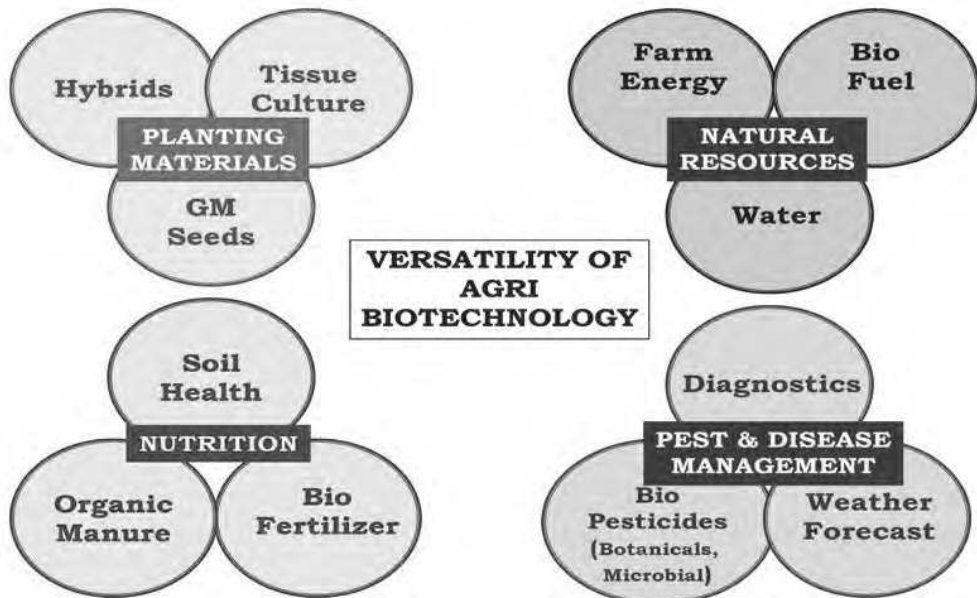 Hybrids
Tissue
Culture
PLANTING
MATERIALS
GM
Seeds
Farm
Energy
Bio
Fuel
NATURAL
RESOURCES
Water
VERSATILITY OF
AGRI
BIOTECHNOLOGY
Soil
Health
NUTRITION
Organic
Manure
Bio
Fertilizer
Diagnostics
PEST & DISEASE
MANAGEMENT
Bio
Pesticides
(Botanicals,
Microbial)
Weather
Forecast